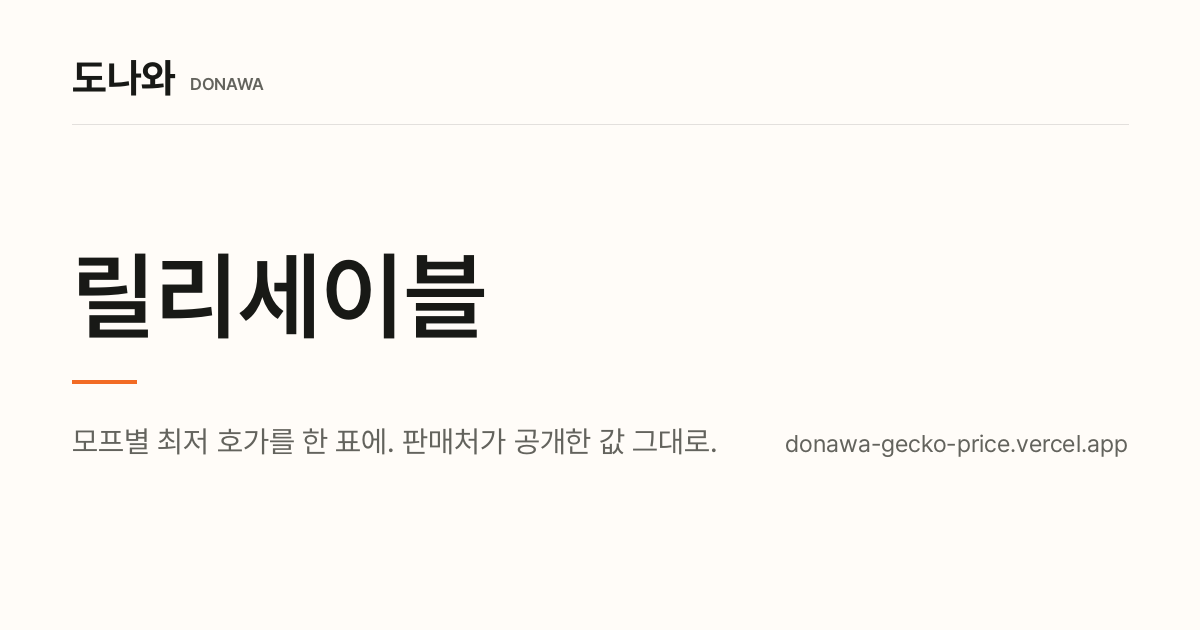 도나와 DONAWA
릴리세이블
모프별 최저 호가를 한 표에. 판매처가 공개한 값 그대로. donawa-gecko-price.vercel.app